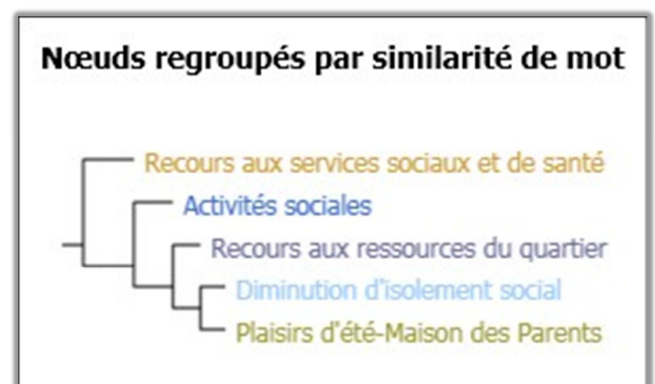 Nœuds regroupés par similarité de mot
Recours aux services sociaux et de santé
Activités sociales
Recours aux ressources du quartier
Diminution d'isolement social
Plaisirs d'été-Maison des Parents